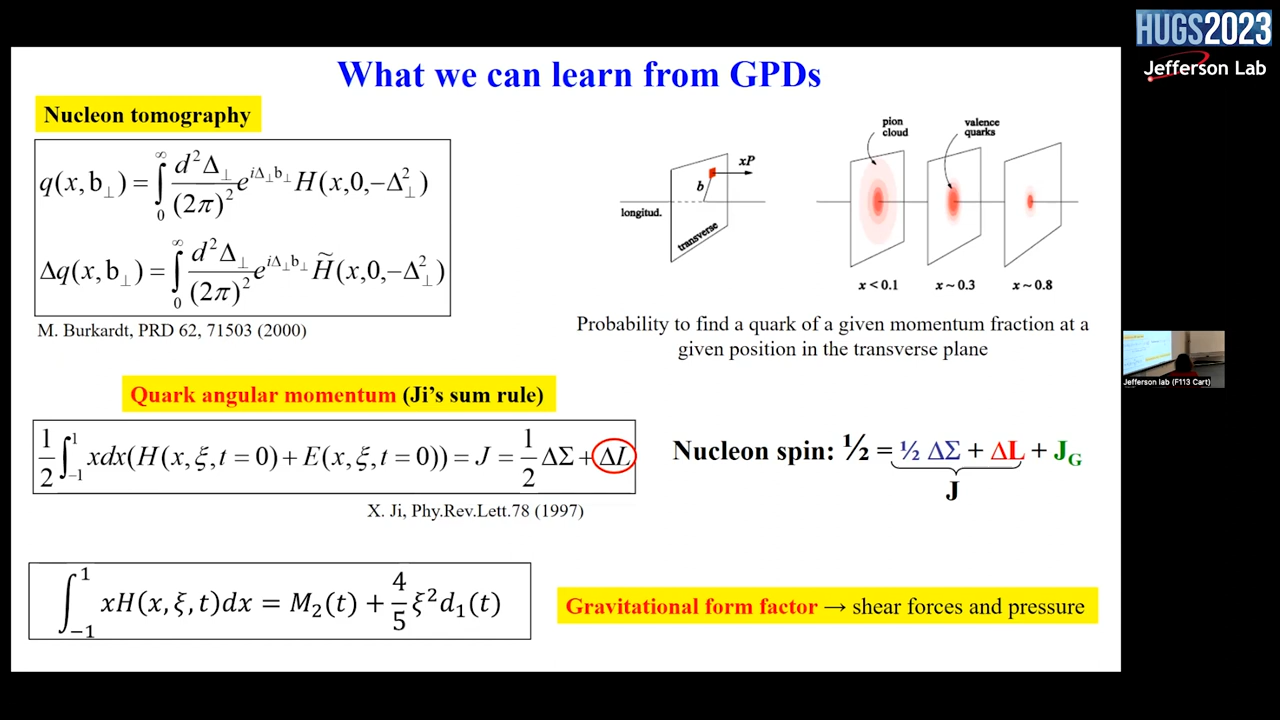 HUGS2023
Jefferson Lab
What we can learn from GPDs
Nucleon tomography
q(x,b⊥) = ∫₀^∞ d²Δ⊥/(2π)² e^{iΔ⊥b⊥} H(x,0,−Δ⊥²)
Δq(x,b⊥) = ∫₀^∞ d²Δ⊥/(2π)² e^{iΔ⊥b⊥} H̃(x,0,−Δ⊥²)
M. Burkardt, PRD 62, 71503 (2000)
xP
b
longitud.
transverse
pion
cloud
valence
quarks
x < 0.1
x ~ 0.3
x ~ 0.8
Probability to find a quark of a given momentum fraction at a
given position in the transverse plane
Jefferson lab (F113 Cart)
Quark angular momentum (Ji’s sum rule)
1/2 ∫₋₁¹ xdx(H(x,ξ,t=0)+E(x,ξ,t=0)) = J = 1/2 ΔΣ + ΔL
X. Ji, Phy.Rev.Lett.78 (1997)
Nucleon spin: ½ = ½ ΔΣ + ΔL + J_G
J
∫₋₁¹ xH(x,ξ,t)dx = M₂(t) + 4/5 ξ²d₁(t)
Gravitational form factor → shear forces and pressure